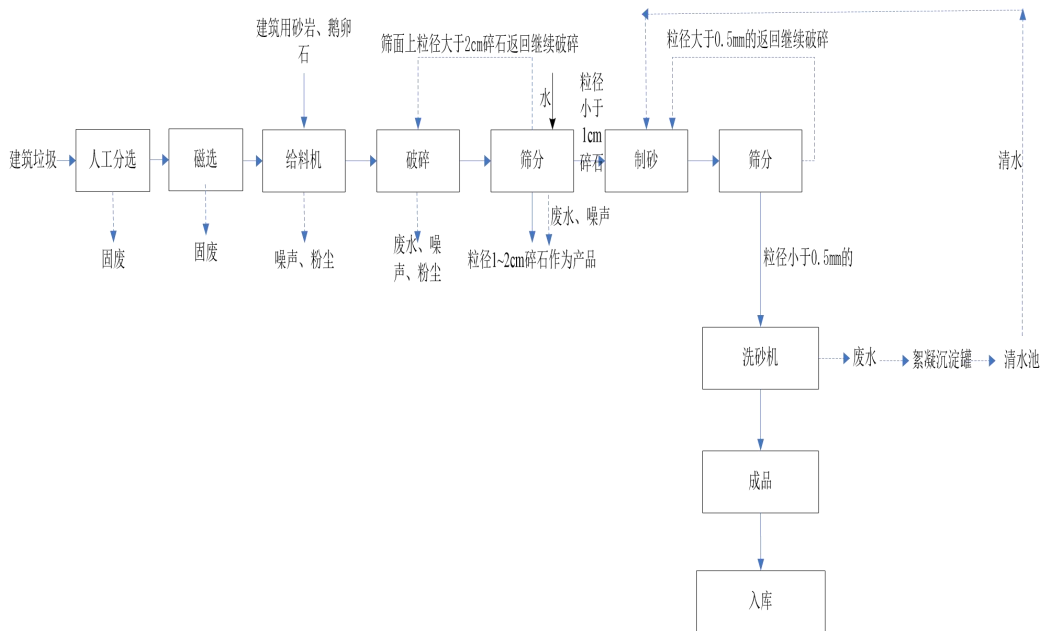 建筑用砂岩、鹅卵
石
筛面上粒径大于2cm碎石返回继续破碎
粒径大于0.5mm的返回继续破碎
水
粒径
小于
1cm
碎石
建筑垃圾
人工分选
磁选
给料机
破碎
筛分
制砂
筛分
清水
固废
固废
噪声、粉尘
废水、噪
声、粉尘
废水、噪声
粒径1~2cm碎石作为产品
粒径小于0.5mm的
洗砂机
废水
絮凝沉淀罐
清水池
成品
入库